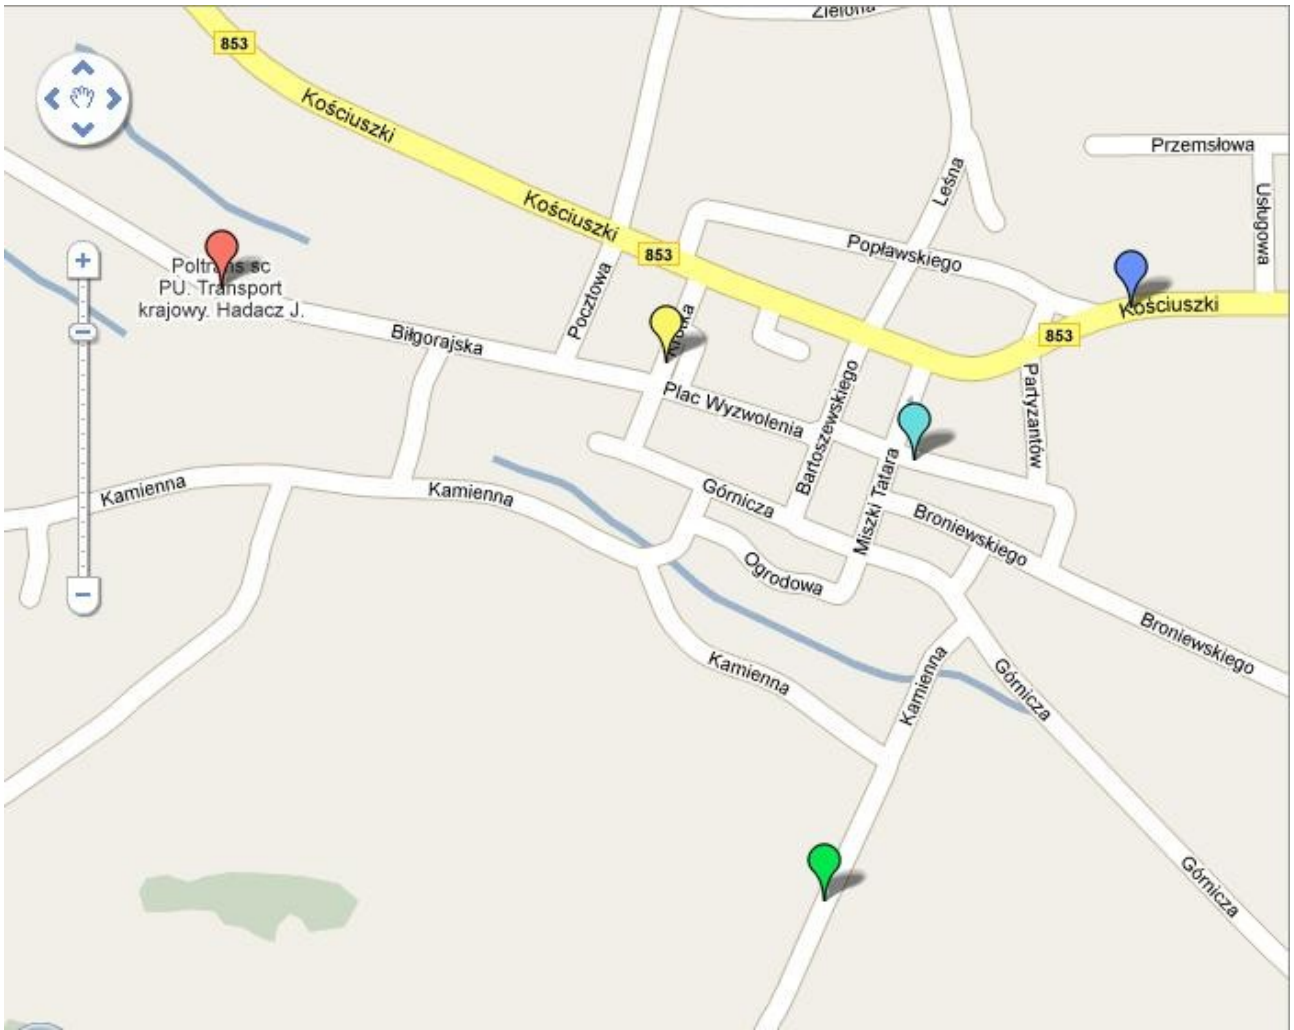 Zielona
853
Kościuszki
Przemsłowa
Leśna
Usługowa
Kościuszki
853
Popławskiego
Poltrans sc
PU. Transport
krajowy. Hadacz J.
Pocztowa
Krótka
Kościuszki
853
Biłgorajska
Plac Wyzwolenia
Bartoszewskiego
Partyzantów
Kamienna
Kamienna
Górnicza
Miszki Tatara
Broniewskiego
Ogrodowa
Broniewskiego
Kamienna
Kamienna
Górnicza
Górnicza